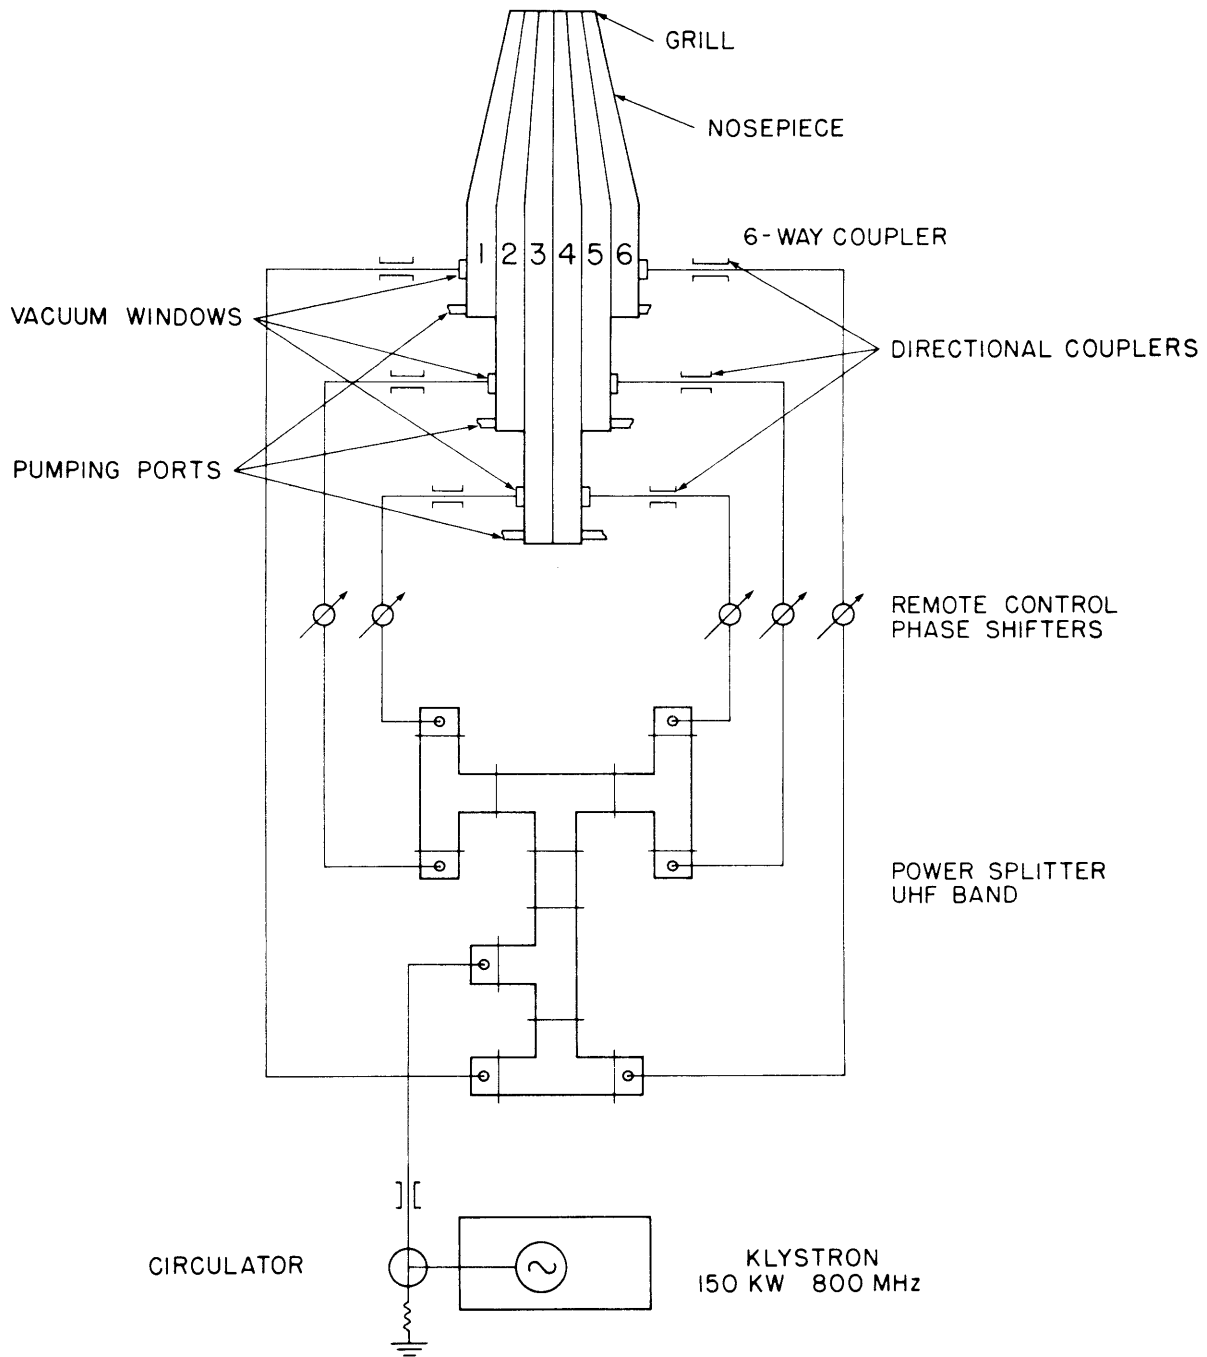 GRILL
NOSEPIECE
6-WAY COUPLER
1 2 3 4 5 6
VACUUM WINDOWS
DIRECTIONAL COUPLERS
PUMPING PORTS
REMOTE CONTROL
PHASE SHIFTERS
POWER SPLITTER
UHF BAND
CIRCULATOR
KLYSTRON
150 KW 800 MHz